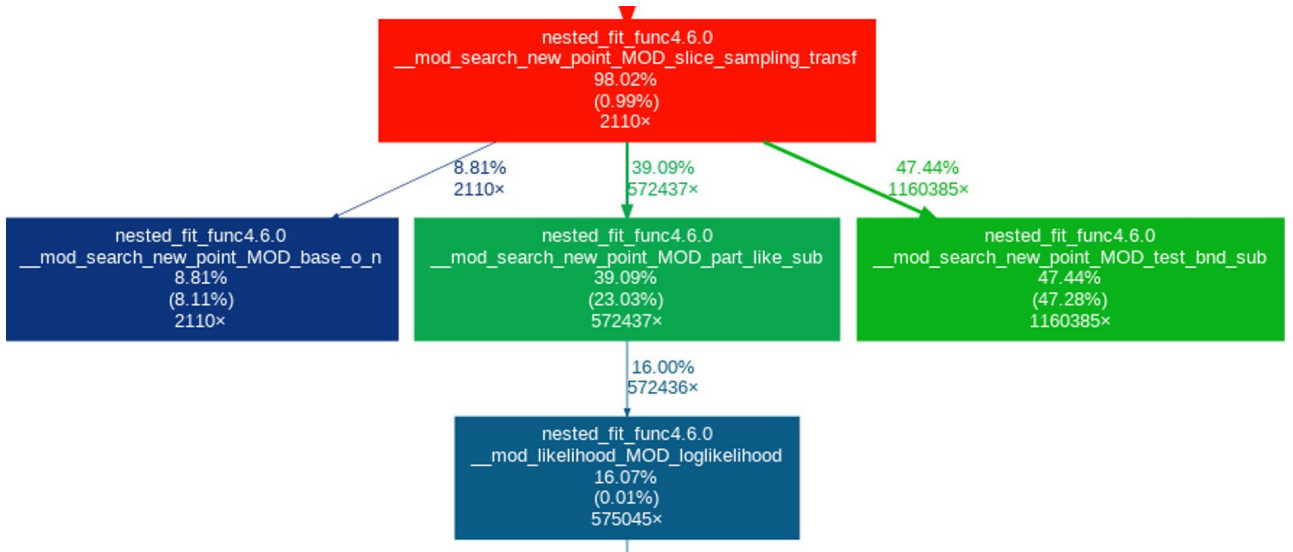 nested_fit_func4.6.0
__mod_search_new_point_MOD_slice_sampling_transf
98.02%
(0.99%)
2110×
8.81%
2110×
39.09%
572437×
47.44%
1160385×
nested_fit_func4.6.0
__mod_search_new_point_MOD_base_o_n
8.81%
(8.11%)
2110×
nested_fit_func4.6.0
__mod_search_new_point_MOD_part_like_sub
39.09%
(23.03%)
572437×
nested_fit_func4.6.0
__mod_search_new_point_MOD_test_bnd_sub
47.44%
(47.28%)
1160385×
16.00%
572436×
nested_fit_func4.6.0
__mod_likelihood_MOD_loglikelihood
16.07%
(0.01%)
575045×